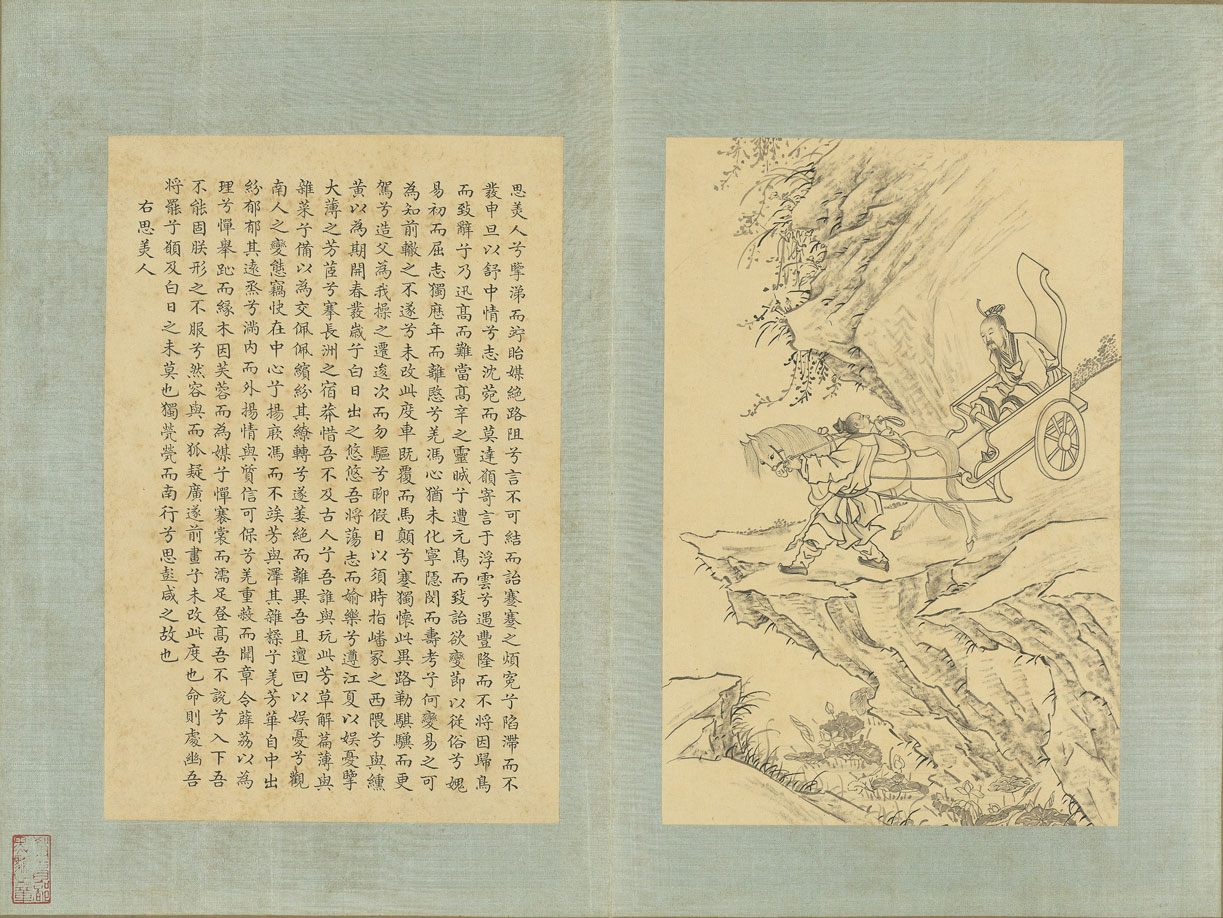 思美人兮擥涕而竚眙媒絕路阻兮言不可結而詒蹇蹇之煩冤兮陷滯而不
發申旦以舒中情兮志沈菀而莫達願寄言于浮雲兮遇豐隆而不將因歸鳥
而致辭兮乃迅高而難當高辛之靈晠兮遭元鳥而致詒欲變節以從俗兮媿
易初而屈志獨歷年而離愍兮羌馮心猶未化寧隱閔而壽考兮何變易之可
為知前轍之不遂兮未改此度車既覆而馬顛兮蹇獨懷此異路勒騏驥而更
駕兮造父為我操之遷逡次而勿驅兮聊假日以須時指嶓冢之西隈兮與纁
黃以為期開春發歲兮白日出之悠悠吾將蕩志而愉樂兮遵江夏以娛憂擥
大薄之芳茝兮搴長洲之宿莽惜吾不及古人兮吾誰與玩此芳草解萹薄與
雜菜兮備以為交佩佩繽紛其繚轉兮遂萎絕而離異吾且儃回以娛憂兮觀
南人之變態竊快在中心兮揚厥馮而不竢芳與澤其雜糅兮羌芳華自中出
紛郁郁其遠烝兮滿內而外揚情與質信可保兮羌重蔽而聞章令薜荔以為
理兮憚舉趾而緣木因芙蓉而為媒兮憚褰裳而濡足登高吾不說兮入下吾
不能固朕形之不服兮然容與而狐疑廣遂前畫兮未改此度也命則處幽吾
將罷兮願及白日之未莫也獨煢煢而南行兮思彭咸之故也
右思美人